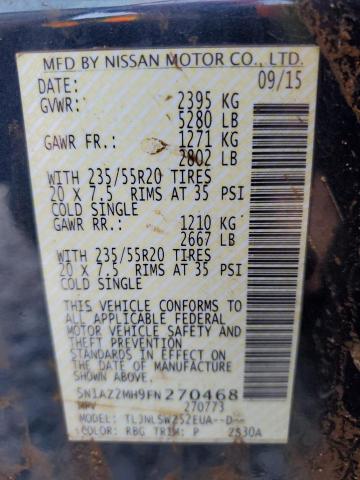 MFD BY NISSAN MOTOR CO., LTD.
DATE: 09/15
GVWR: 2395 KG
5280 LB
GAWR FR.: 1271 KG
2802 LB
WITH 235/55R20 TIRES
20 X 7.5 RIMS AT 35 PSI
COLD SINGLE
GAWR RR.: 1210 KG
2667 LB
WITH 235/55R20 TIRES
20 X 7.5 RIMS AT 35 PSI
COLD SINGLE
THIS VEHICLE CONFORMS TO
ALL APPLICABLE FEDERAL
MOTOR VEHICLE SAFETY AND
THEFT PREVENTION
STANDARDS IN EFFECT ON
THE DATE OF MANUFACTURE
SHOWN ABOVE.
5N1AZ2MH9FN270468
MPV 270773
MODEL: TLJNLSWZ52EUA--D--
COLOR: RBG TRIM: P 2830A